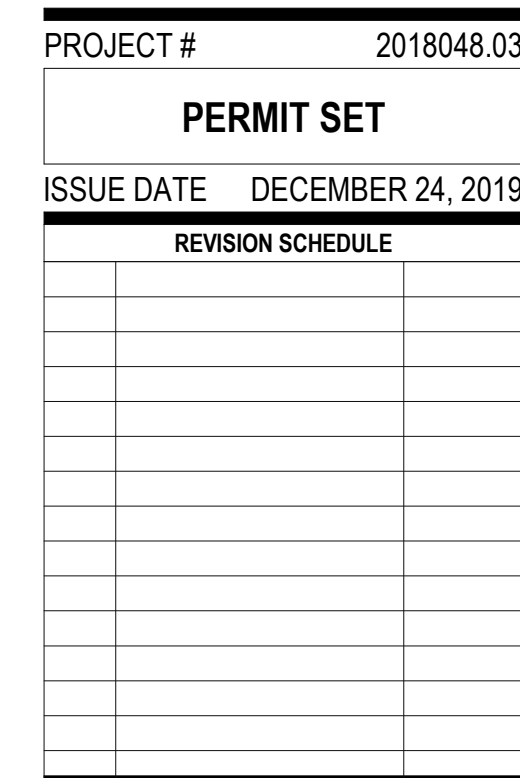 PROJECT # 2018048.03
PERMIT SET
ISSUE DATE DECEMBER 24, 2019
REVISION SCHEDULE